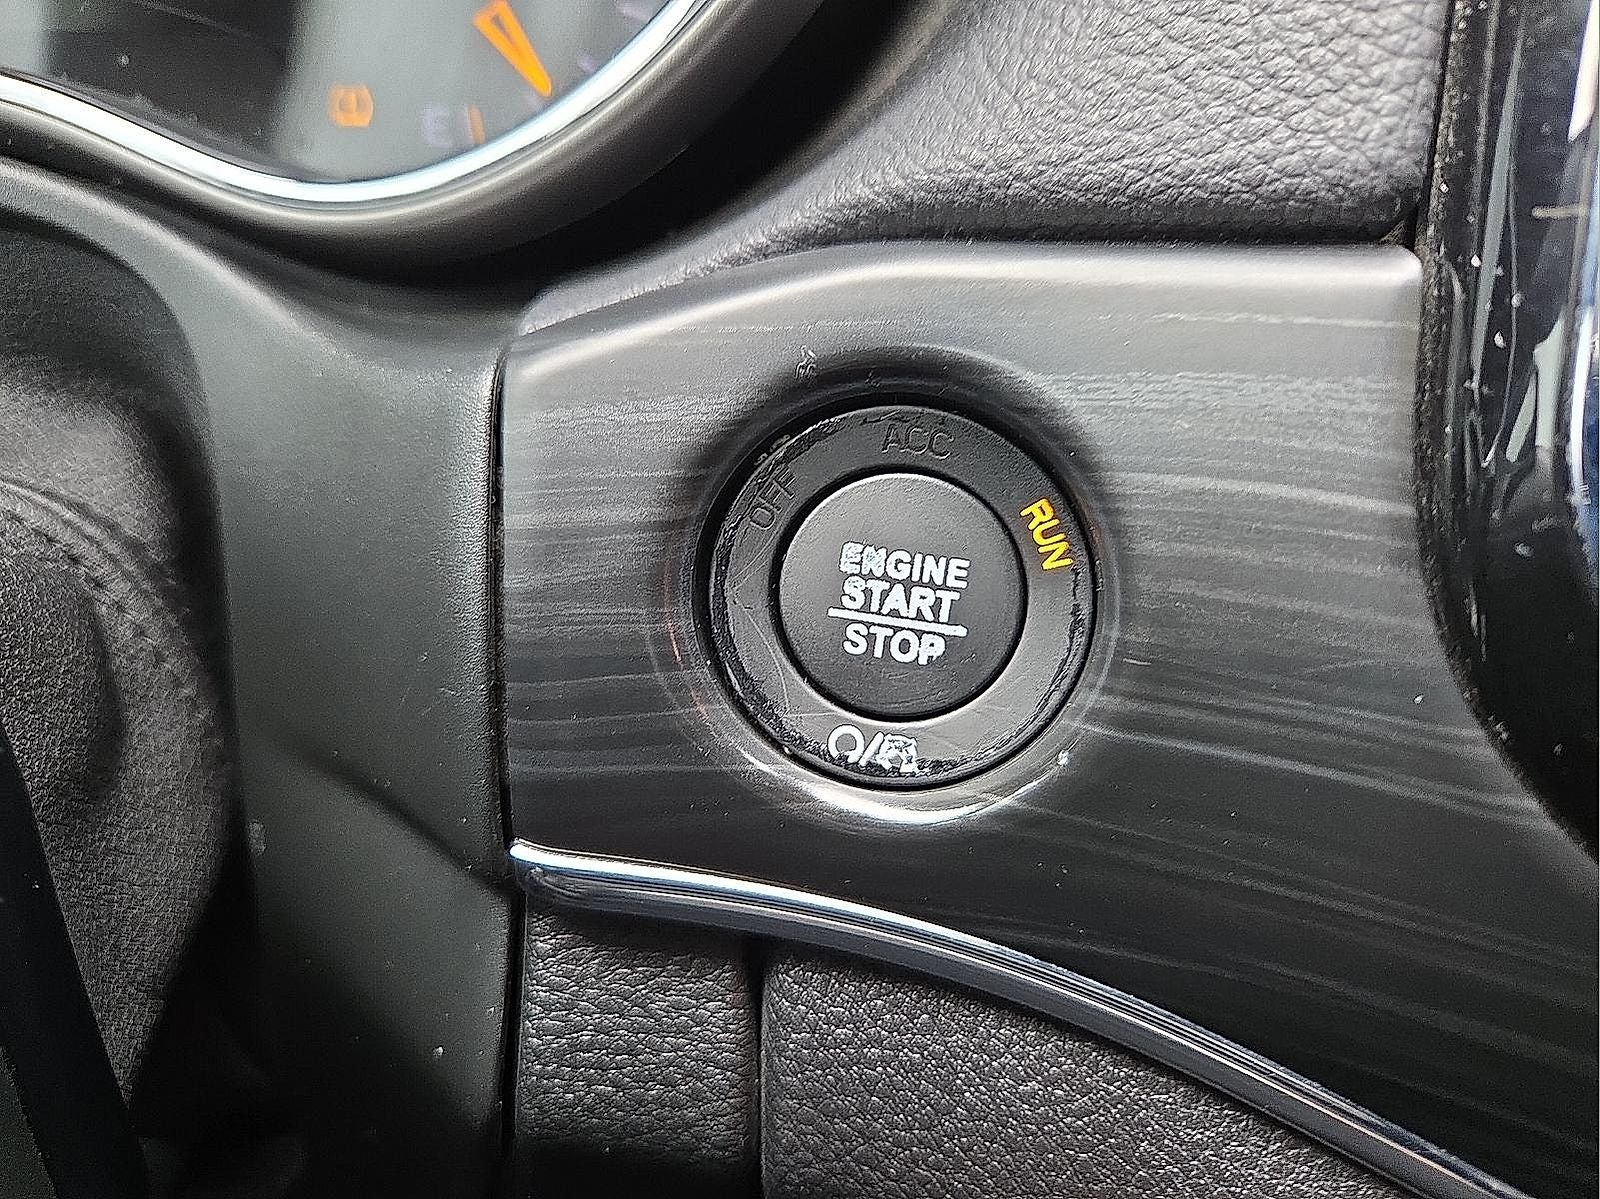 E
ACC
OFF
RUN
ENGINE
START
STOP